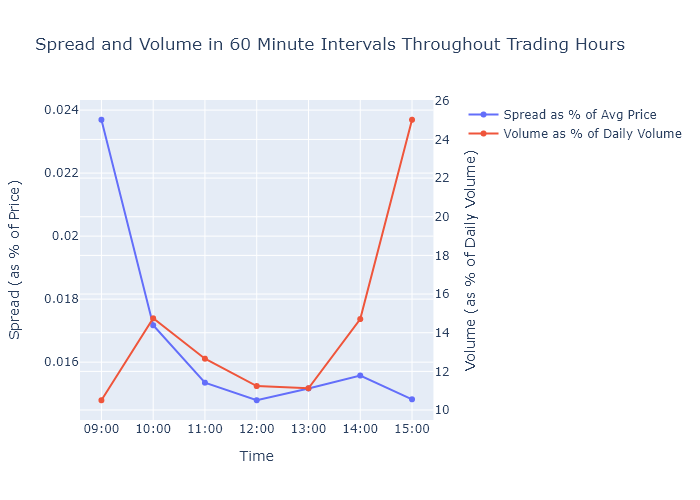 Spread and Volume in 60 Minute Intervals Throughout Trading Hours
Spread as % of Avg Price
Volume as % of Daily Volume
Spread (as % of Price)
0.024
0.022
0.02
0.018
0.016
26
24
22
20
18
16
14
12
10
Volume (as % of Daily Volume)
09:00 10:00 11:00 12:00 13:00 14:00 15:00
Time